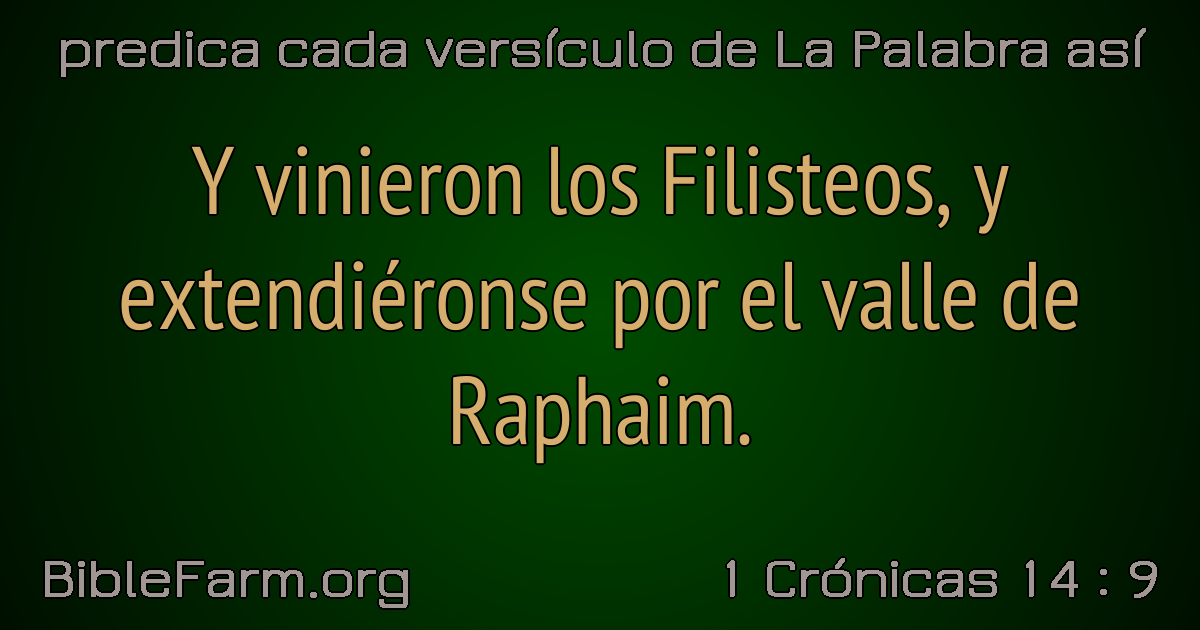 predica cada versículo de La Palabra así
Y vinieron los Filisteos, y
extendiéronse por el valle de
Raphaim.
BibleFarm.org
1 Crónicas 14 : 9